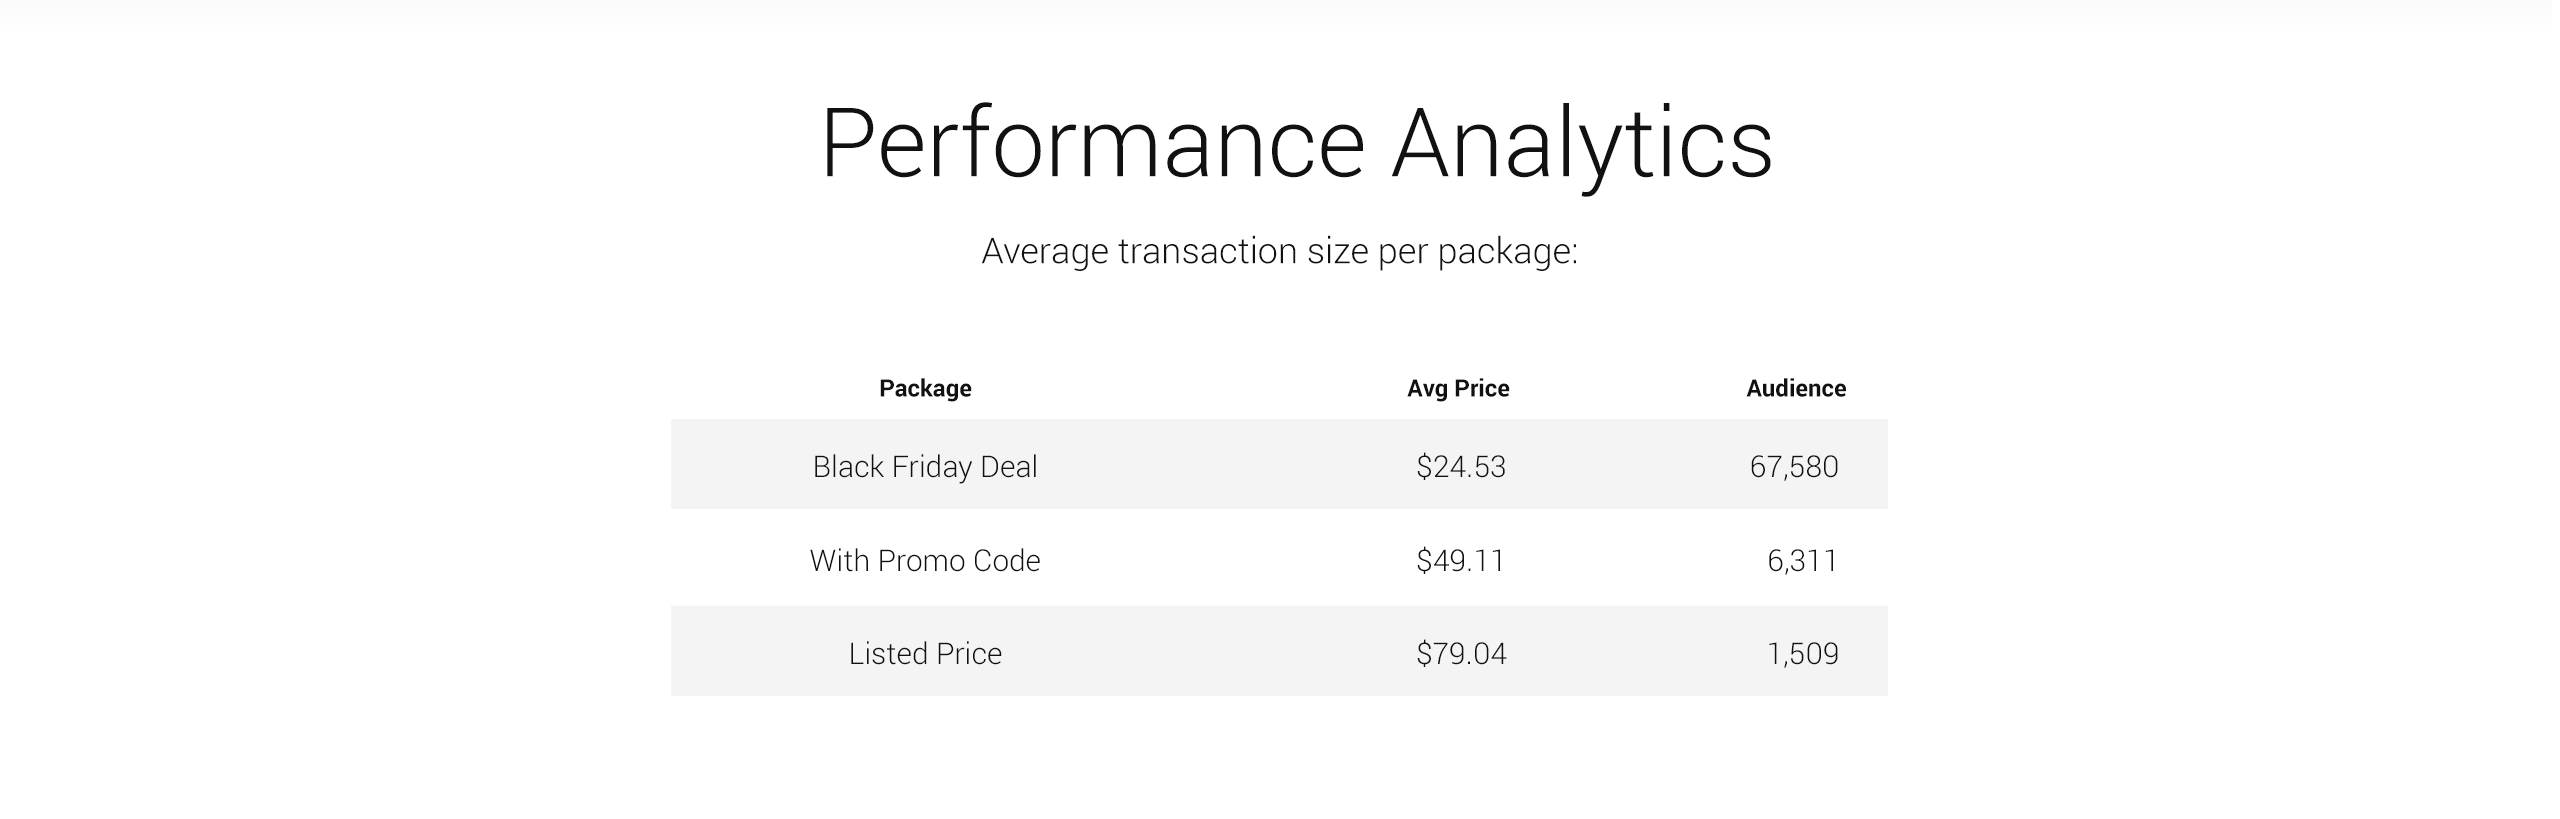 Performance Analytics
Average transaction size per package:
Package Avg Price Audience
Black Friday Deal $24.53 67,580
With Promo Code $49.11 6,311
Listed Price $79.04 1,509